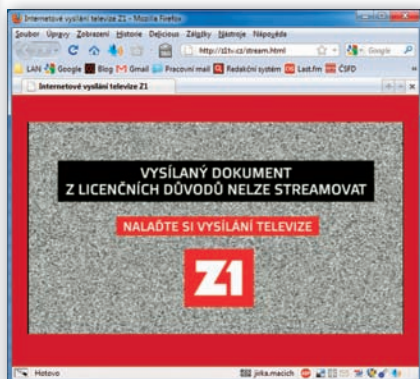 Internetové vysílání televize Z1 - Mozilla Firefox
Soubor Úpravy Zobrazení Historie Delicious Záložky Nástroje Nápověda
http://z1tv.cz/stream.html Google
LAN Google Blog Gmail Pracovní mail Redakční systém Last.fm ČSFD
Internetové vysílání televize Z1
VYSÍLANÝ DOKUMENT
Z LICENČNÍCH DŮVODŮ NELZE STREAMOVAT
NALAĎTE SI VYSÍLÁNÍ TELEVIZE
Z1
Hotovo jirka.macich